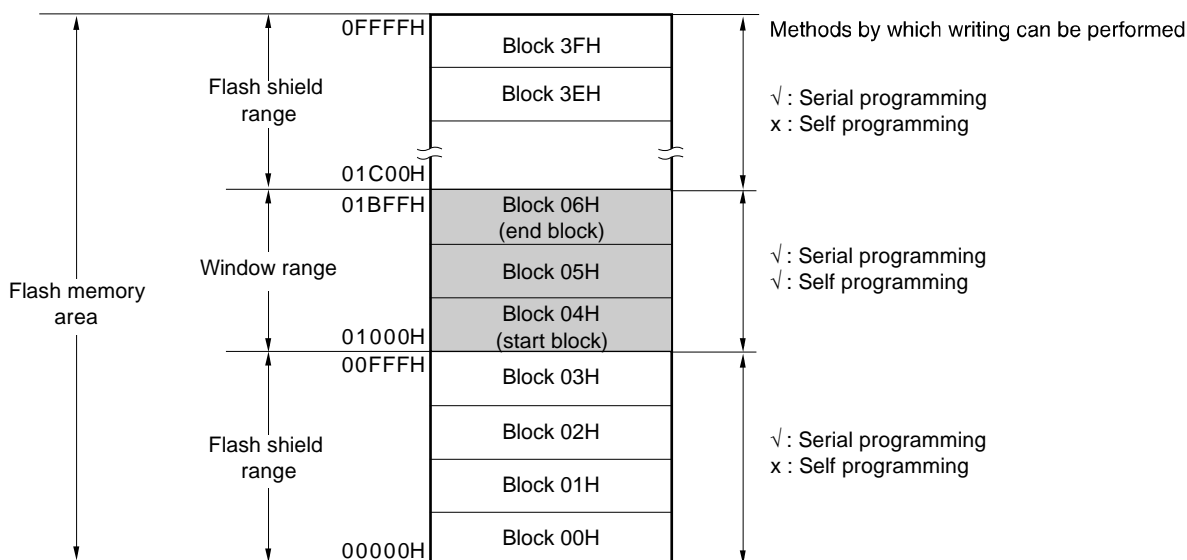 0FFFFH
Block 3FH
Methods by which writing can be performed
Flash shield
range
Block 3EH
√ : Serial programming
x : Self programming
01C00H
01BFFH
Block 06H
(end block)
Window range
Block 05H
√ : Serial programming
√ : Self programming
Flash memory
area
Block 04H
(start block)
01000H
00FFFH
Block 03H
Flash shield
range
Block 02H
√ : Serial programming
x : Self programming
Block 01H
Block 00H
00000H